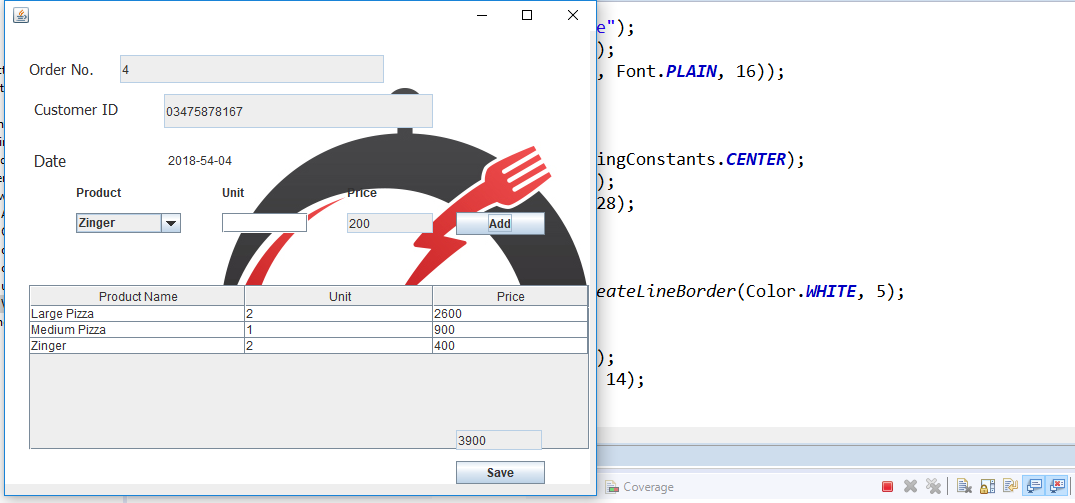 Order No. 4
Customer ID 03475878167
Date 2018-54-04
Product Unit Price
Zinger 200 Add
Product Name Unit Price
Large Pizza 2 2600
Medium Pizza 1 900
Zinger 2 400
3900
Save
e");
);
, Font.PLAIN, 16));
ingConstants.CENTER);
);
28);
eateLineBorder(Color.WHITE, 5);
);
14);
Coverage